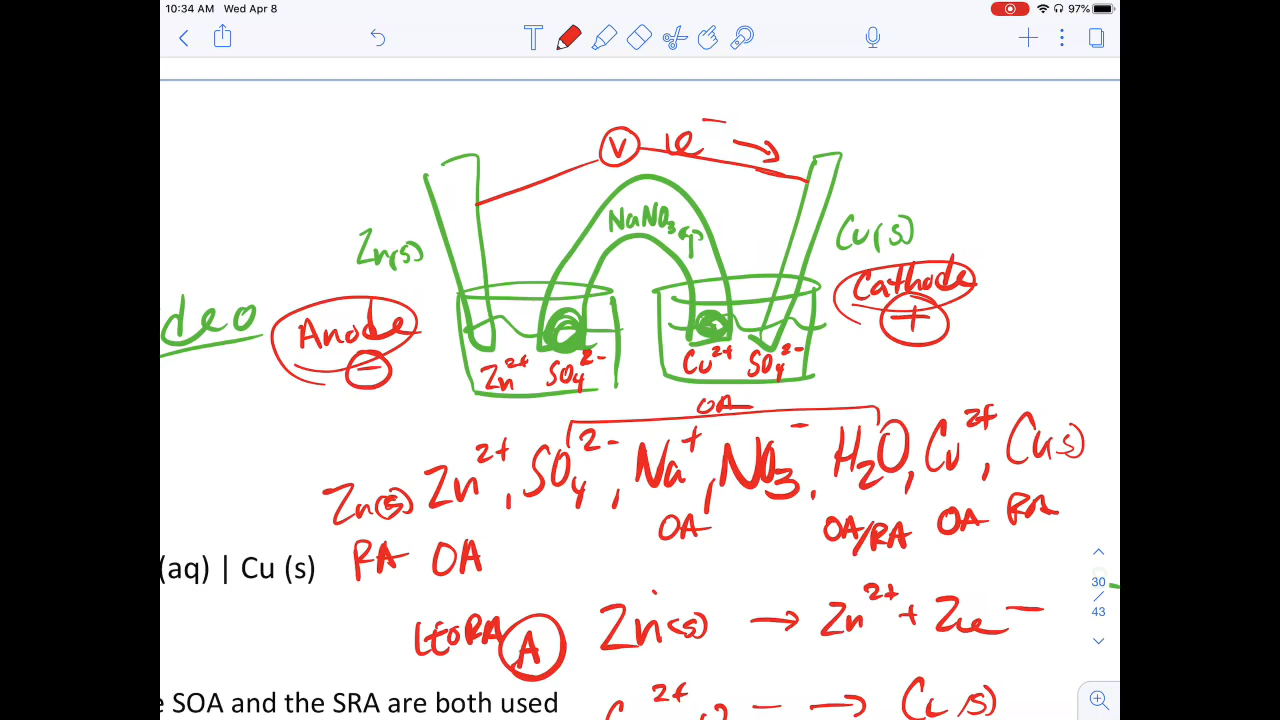 10:34 AM Wed Apr 8
97%
T
V e⁻ →
NaNO₃(aq)
Zn(s)
Cu(s)
Cathode
+
deo
Anode
−
Zn²⁺ SO₄²⁻
Cu²⁺ SO₄²⁻
OA
Zn(s) Zn²⁺, SO₄²⁻, Na⁺, NO₃⁻, H₂O, Cu²⁺, Cu(s)
RA OA OA OA/RA OA RA
(aq) | Cu (s)
30
/
43
LEORA A Zn(s) → Zn²⁺ + 2e⁻
2+ − → (s)
e SOA and the SRA are both used